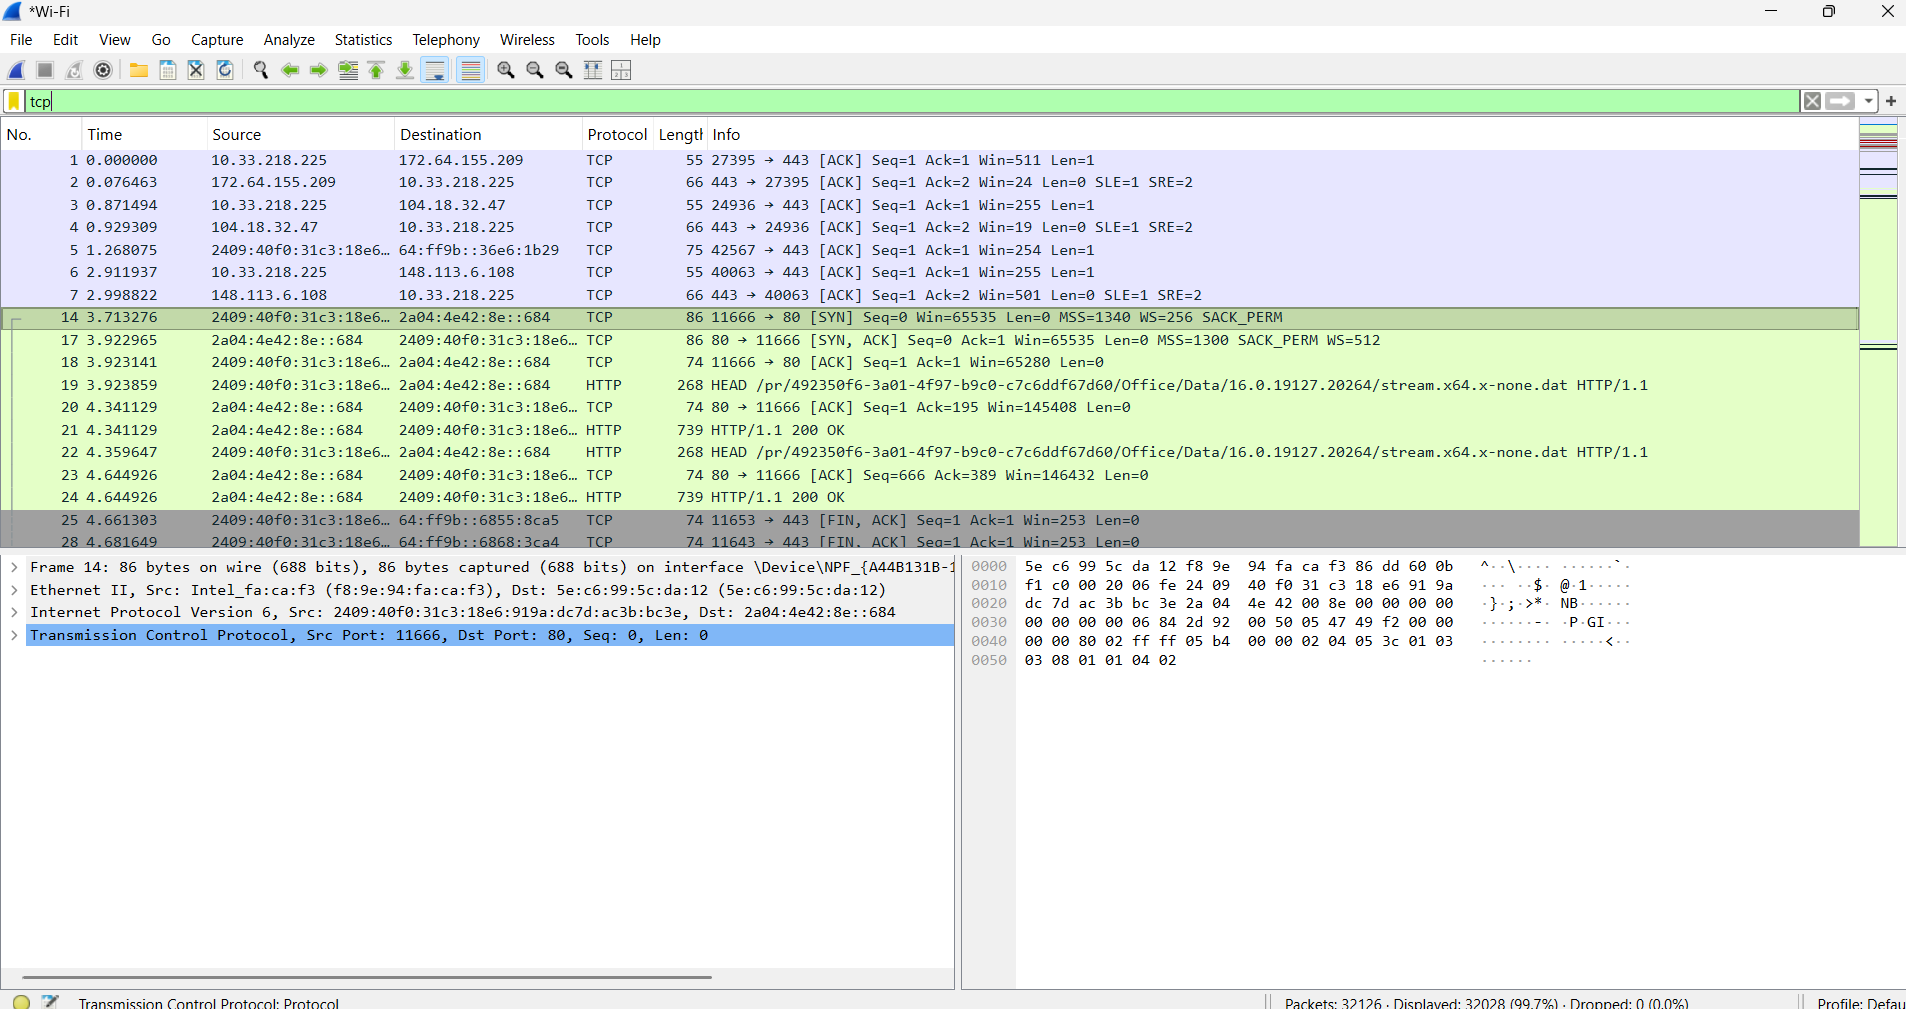 *Wi-Fi
File Edit View Go Capture Analyze Statistics Telephony Wireless Tools Help
tcp
No. Time Source Destination Protocol Length Info
1 0.000000 10.33.218.225 172.64.155.209 TCP 55 27395 → 443 [ACK] Seq=1 Ack=1 Win=511 Len=1
2 0.076463 172.64.155.209 10.33.218.225 TCP 66 443 → 27395 [ACK] Seq=1 Ack=2 Win=24 Len=0 SLE=1 SRE=2
3 0.871494 10.33.218.225 104.18.32.47 TCP 55 24936 → 443 [ACK] Seq=1 Ack=1 Win=255 Len=1
4 0.929309 104.18.32.47 10.33.218.225 TCP 66 443 → 24936 [ACK] Seq=1 Ack=2 Win=19 Len=0 SLE=1 SRE=2
5 1.268075 2409:40f0:31c3:18e6… 64:ff9b::36e6:1b29 TCP 75 42567 → 443 [ACK] Seq=1 Ack=1 Win=254 Len=1
6 2.911937 10.33.218.225 148.113.6.108 TCP 55 40063 → 443 [ACK] Seq=1 Ack=1 Win=255 Len=1
7 2.998822 148.113.6.108 10.33.218.225 TCP 66 443 → 40063 [ACK] Seq=1 Ack=2 Win=501 Len=0 SLE=1 SRE=2
14 3.713276 2409:40f0:31c3:18e6… 2a04:4e42:8e::684 TCP 86 11666 → 80 [SYN] Seq=0 Win=65535 Len=0 MSS=1340 WS=256 SACK_PERM
17 3.922965 2a04:4e42:8e::684 2409:40f0:31c3:18e6… TCP 86 80 → 11666 [SYN, ACK] Seq=0 Ack=1 Win=65535 Len=0 MSS=1300 SACK_PERM WS=512
18 3.923141 2409:40f0:31c3:18e6… 2a04:4e42:8e::684 TCP 74 11666 → 80 [ACK] Seq=1 Ack=1 Win=65280 Len=0
19 3.923859 2409:40f0:31c3:18e6… 2a04:4e42:8e::684 HTTP 268 HEAD /pr/492350f6-3a01-4f97-b9c0-c7c6ddf67d60/Office/Data/16.0.19127.20264/stream.x64.x-none.dat HTTP/1.1
20 4.341129 2a04:4e42:8e::684 2409:40f0:31c3:18e6… TCP 74 80 → 11666 [ACK] Seq=1 Ack=195 Win=145408 Len=0
21 4.341129 2a04:4e42:8e::684 2409:40f0:31c3:18e6… HTTP 739 HTTP/1.1 200 OK
22 4.359647 2409:40f0:31c3:18e6… 2a04:4e42:8e::684 HTTP 268 HEAD /pr/492350f6-3a01-4f97-b9c0-c7c6ddf67d60/Office/Data/16.0.19127.20264/stream.x64.x-none.dat HTTP/1.1
23 4.644926 2a04:4e42:8e::684 2409:40f0:31c3:18e6… TCP 74 80 → 11666 [ACK] Seq=666 Ack=389 Win=146432 Len=0
24 4.644926 2a04:4e42:8e::684 2409:40f0:31c3:18e6… HTTP 739 HTTP/1.1 200 OK
25 4.661303 2409:40f0:31c3:18e6… 64:ff9b::6855:8ca5 TCP 74 11653 → 443 [FIN, ACK] Seq=1 Ack=1 Win=253 Len=0
28 4.681649 2409:40f0:31c3:18e6… 64:ff9b::6868:3ca4 TCP 74 11643 → 443 [FIN, ACK] Seq=1 Ack=1 Win=253 Len=0
Frame 14: 86 bytes on wire (688 bits), 86 bytes captured (688 bits) on interface \Device\NPF_{A44B131B-1
Ethernet II, Src: Intel_fa:ca:f3 (f8:9e:94:fa:ca:f3), Dst: 5e:c6:99:5c:da:12 (5e:c6:99:5c:da:12)
Internet Protocol Version 6, Src: 2409:40f0:31c3:18e6:919a:dc7d:ac3b:bc3e, Dst: 2a04:4e42:8e::684
Transmission Control Protocol, Src Port: 11666, Dst Port: 80, Seq: 0, Len: 0
0000 5e c6 99 5c da 12 f8 9e 94 fa ca f3 86 dd 60 0b ^··\···· ······`·
0010 f1 c0 00 20 06 fe 24 09 40 f0 31 c3 18 e6 91 9a ··· ··$· @·1·····
0020 dc 7d ac 3b bc 3e 2a 04 4e 42 00 8e 00 00 00 00 ·}·;·>*· NB······
0030 00 00 00 00 06 84 2d 92 00 50 05 47 49 f2 00 00 ······-· ·P·GI···
0040 00 00 80 02 ff ff 05 b4 00 00 02 04 05 3c 01 03 ········ ·····<··
0050 03 08 01 01 04 02 ······
Transmission Control Protocol: Protocol
Packets: 32126 · Displayed: 32028 (99.7%) · Dropped: 0 (0.0%)
Profile: Defau